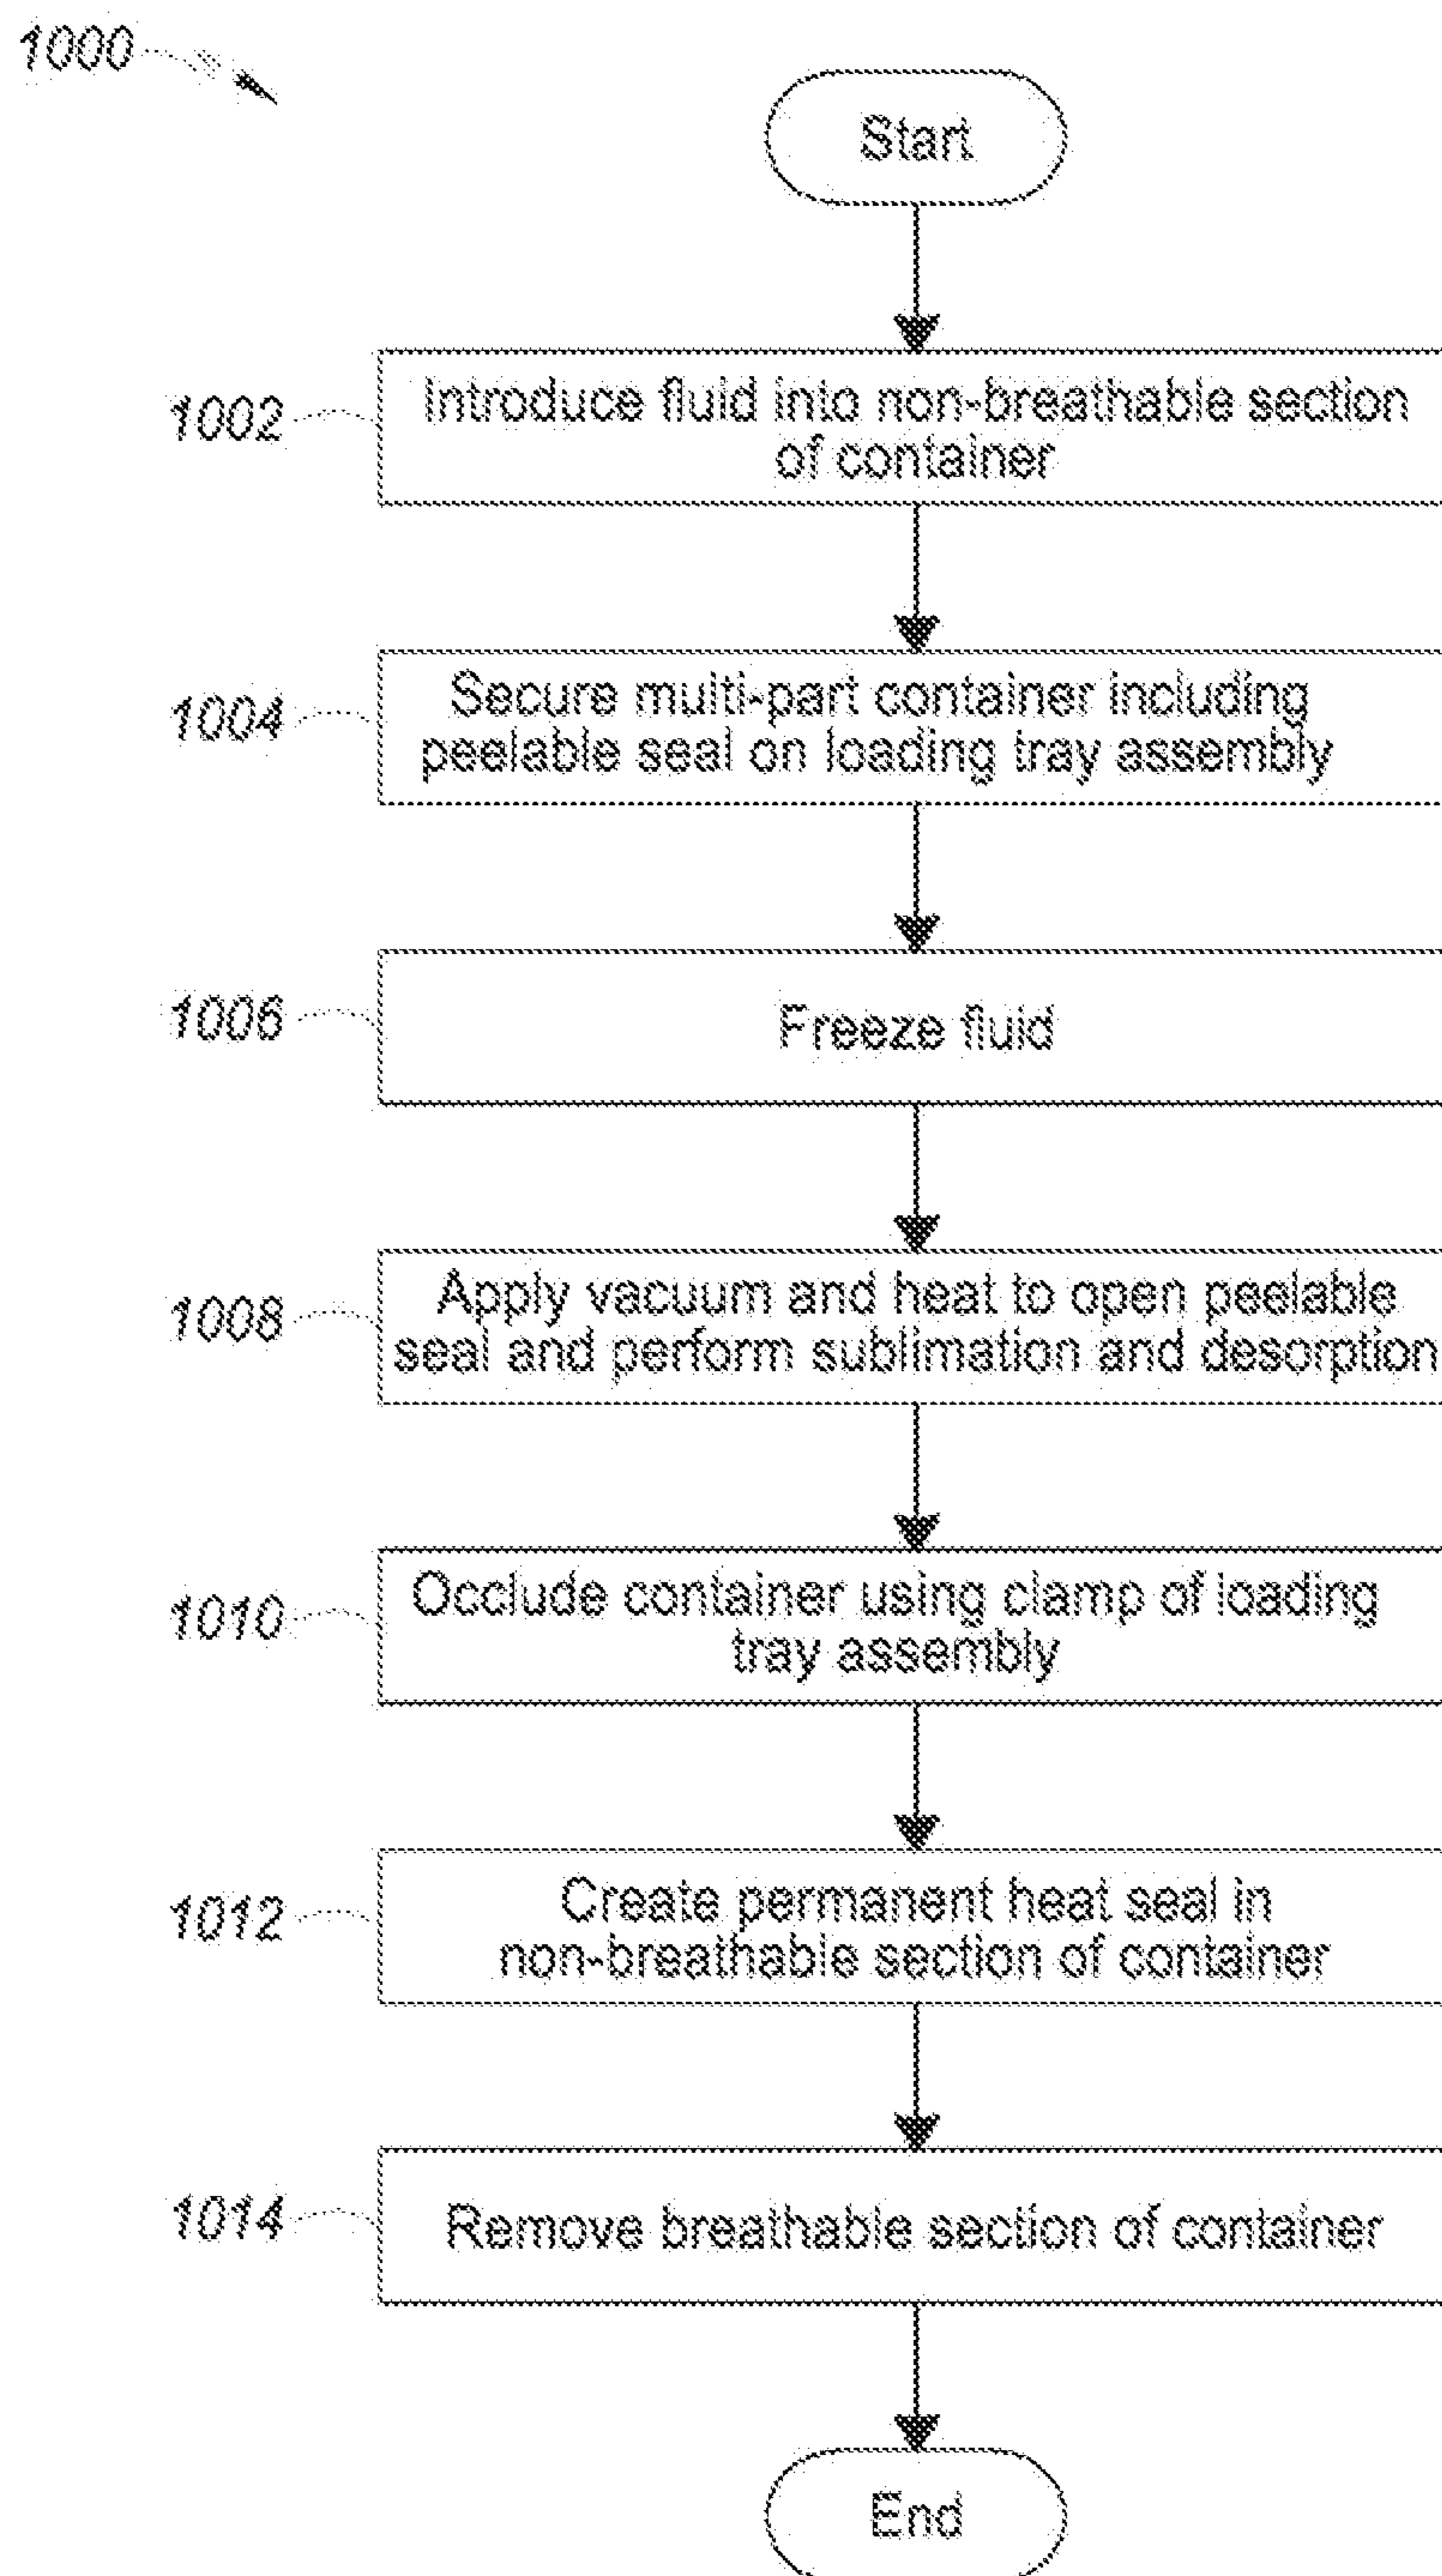 1000
Start
1002
Introduce fluid into non-breathable section
of container
1004
Secure multi-part container including
peelable seal on loading tray assembly
1006
Freeze fluid
1008
Apply vacuum and heat to open peelable
seal and perform sublimation and desorption
1010
Occlude container using clamp of loading
tray assembly
1012
Create permanent heat seal in
non-breathable section of container
1014
Remove breathable section of container
End